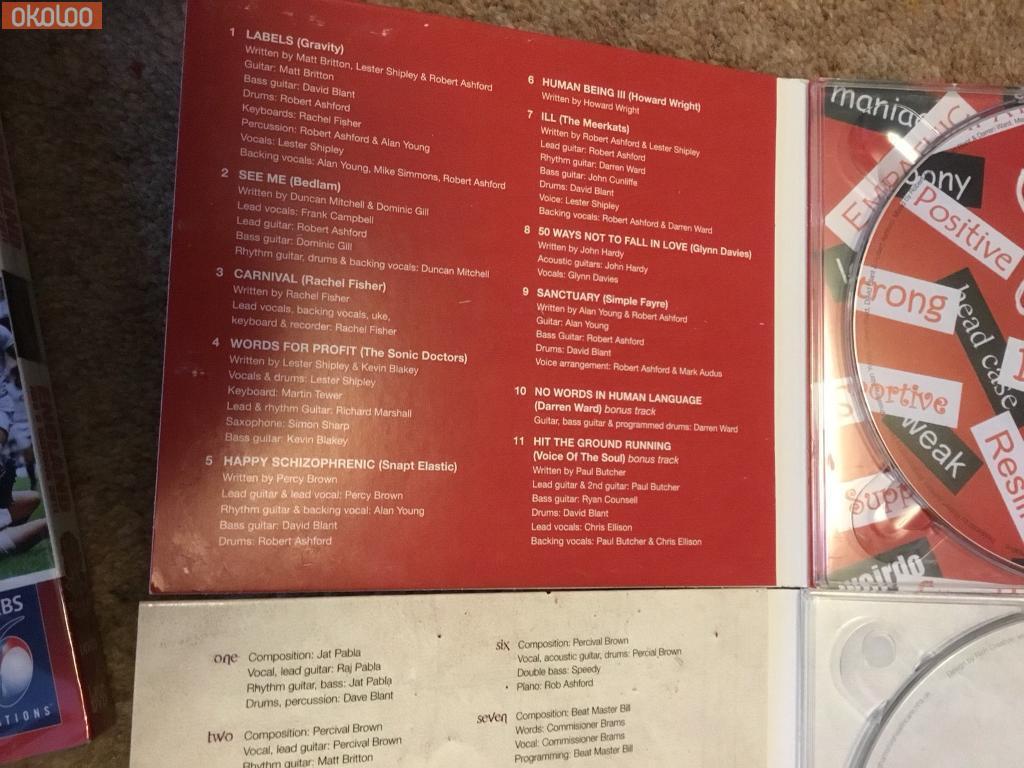 okoloo
1 LABELS (Gravity)
Written by Matt Britton, Lester Shipley & Robert Ashford
Guitar: Matt Britton
Bass guitar: David Blant
Drums: Robert Ashford
Keyboards: Rachel Fisher
Percussion: Robert Ashford & Alan Young
Vocals: Lester Shipley
Backing vocals: Alan Young, Mike Simmons, Robert Ashford
2 SEE ME (Bedlam)
Written by Duncan Mitchell & Dominic Gill
Lead vocals: Frank Campbell
Lead guitar: Robert Ashford
Bass guitar: Dominic Gill
Rhythm guitar, drums & backing vocals: Duncan Mitchell
3 CARNIVAL (Rachel Fisher)
Written by Rachel Fisher
Lead vocals, backing vocals, uke,
keyboard & recorder: Rachel Fisher
4 WORDS FOR PROFIT (The Sonic Doctors)
Written by Lester Shipley & Kevin Blakey
Vocals & drums: Lester Shipley
Keyboard: Martin Tewer
Lead & rhythm Guitar: Richard Marshall
Saxophone: Simon Sharp
Bass guitar: Kevin Blakey
5 HAPPY SCHIZOPHRENIC (Snapt Elastic)
Written by Percy Brown
Lead guitar & lead vocal: Percy Brown
Rhythm guitar & backing vocal: Alan Young
Bass guitar: David Blant
Drums: Robert Ashford
6 HUMAN BEING III (Howard Wright)
Written by Howard Wright
7 ILL (The Meerkats)
Written by Robert Ashford & Lester Shipley
Lead guitar: Robert Ashford
Rhythm guitar: Darren Ward
Bass guitar: John Cunliffe
Drums: David Blant
Voice: Lester Shipley
Backing vocals: Robert Ashford & Darren Ward
8 50 WAYS NOT TO FALL IN LOVE (Glynn Davies)
Written by John Hardy
Acoustic guitars: John Hardy
Vocals: Glynn Davies
9 SANCTUARY (Simple Fayre)
Written by Alan Young & Robert Ashford
Guitar: Alan Young
Bass Guitar: Robert Ashford
Drums: David Blant
Voice arrangement: Robert Ashford & Mark Audus
10 NO WORDS IN HUMAN LANGUAGE
(Darren Ward) bonus track
Guitar, bass guitar & programmed drums: Darren Ward
11 HIT THE GROUND RUNNING
(Voice Of The Soul) bonus track
Written by Paul Butcher
Lead guitar & 2nd guitar: Paul Butcher
Bass guitar: Ryan Counsell
Drums: David Blant
Lead vocals: Chris Ellison
Backing vocals: Paul Butcher & Chris Ellison
mania
pony
Positive
trong
head case
ortive
weak
Resi
weirdo
one Composition: Jat Pabla
Vocal, lead guitar: Raj Pabla
Rhythm guitar, bass: Jat Pabla
Drums, percussion: Dave Blant
two Composition: Percival Brown
Vocal, lead guitar: Percival Brown
Rhythm guitar: Matt Britton
six Composition: Percival Brown
Vocal, acoustic guitar, drums: Percial Brown
Double bass: Speedy
Piano: Rob Ashford
seven Composition: Beat Master Bill
Words: Commisioner Brams
Vocal: Commissioner Brams
Programming: Beat Master Bill
BS
TIONS